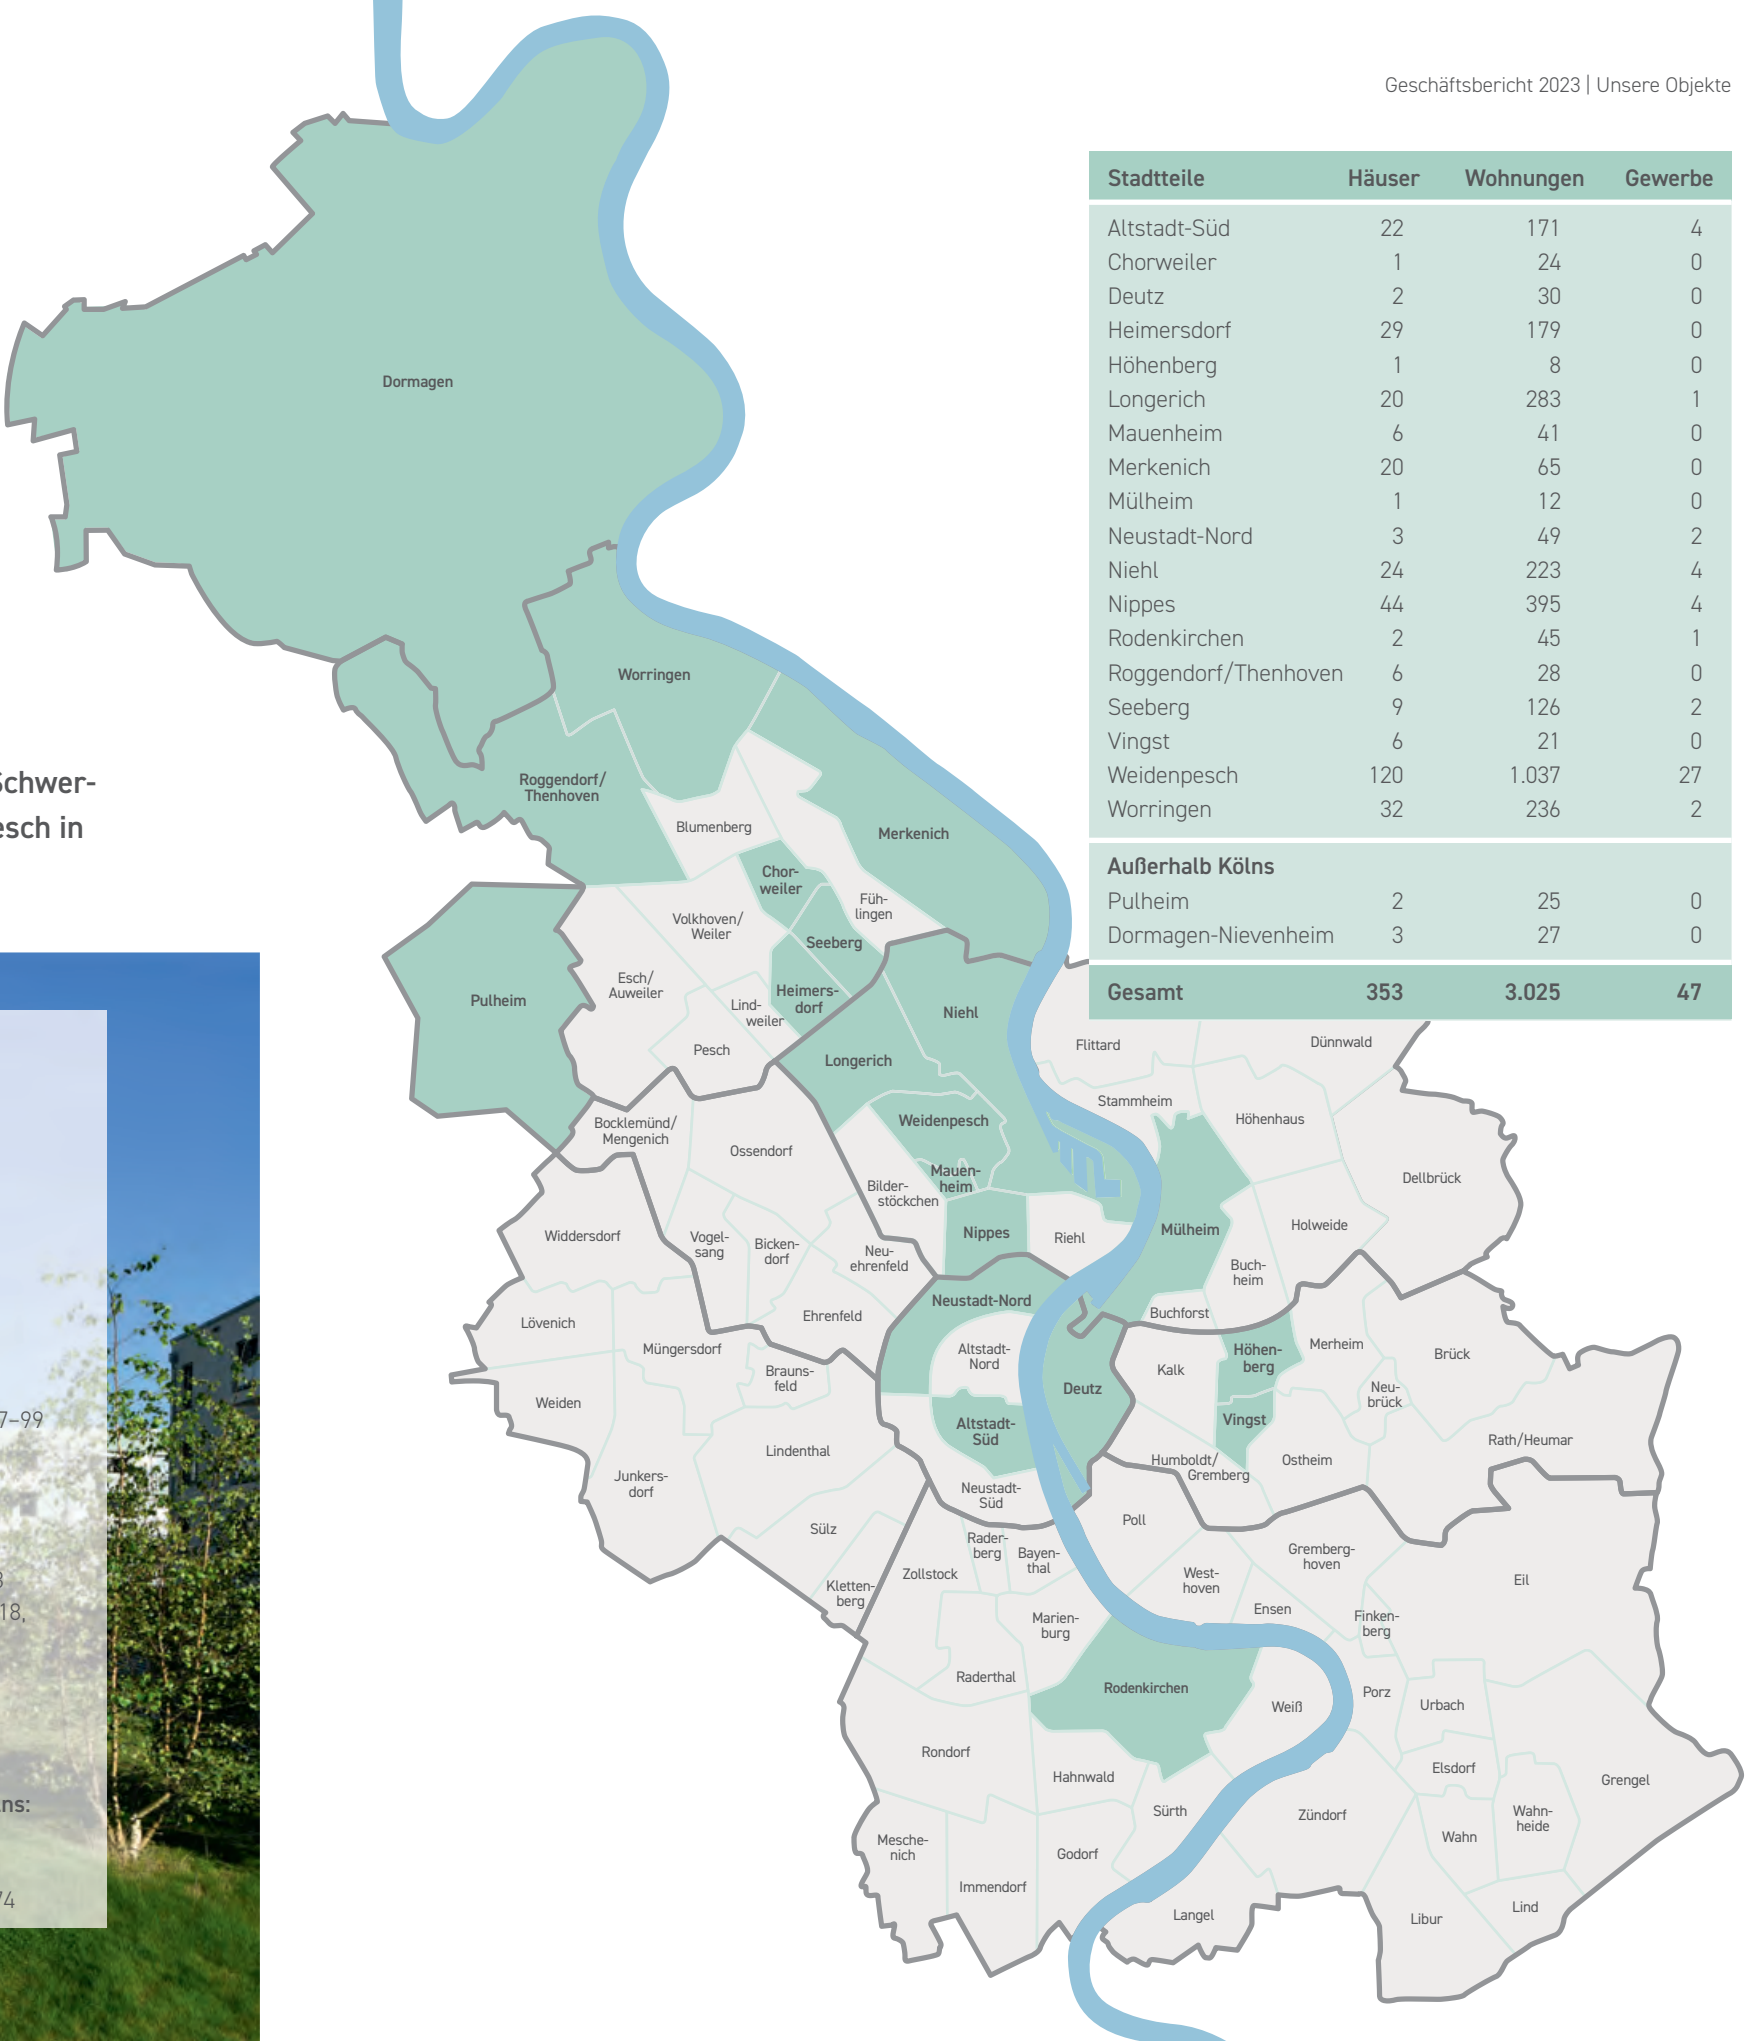 Geschäftsbericht 2023 | Unsere Objekte
Stadtteile Häuser Wohnungen Gewerbe
Altstadt-Süd 22 171 4
Chorweiler 1 24 0
Deutz 2 30 0
Heimersdorf 29 179 0
Höhenberg 1 8 0
Longerich 20 283 1
Mauenheim 6 41 0
Merkenich 20 65 0
Mülheim 1 12 0
Neustadt-Nord 3 49 2
Niehl 24 223 4
Nippes 44 395 4
Rodenkirchen 2 45 1
Roggendorf/Thenhoven 6 28 0
Seeberg 9 126 2
Vingst 6 21 0
Weidenpesch 120 1.037 27
Worringen 32 236 2
Außerhalb Kölns
Pulheim 2 25 0
Dormagen-Nievenheim 3 27 0
Gesamt 353 3.025 47
Schwer-
esch in
7–99
18,
ns:
74
Dormagen
Worringen
Roggendorf/
Thenhoven
Blumenberg
Merkenich
Chor-
weiler
Füh-
lingen
Volkhoven/
Weiler
Seeberg
Esch/
Auweiler
Pulheim
Heimers-
dorf
Lind-
weiler
Niehl
Pesch
Longerich
Flittard
Dünnwald
Stammheim
Höhenhaus
Weidenpesch
Bocklemünd/
Mengenich
Ossendorf
Mauen-
heim
Bilder-
stöckchen
Dellbrück
Holweide
Mülheim
Nippes
Riehl
Widdersdorf
Vogel-
sang
Bicken-
dorf
Neu-
ehrenfeld
Buch-
heim
Neustadt-Nord
Buchforst
Ehrenfeld
Lövenich
Müngersdorf
Altstadt-
Nord
Höhen-
berg
Merheim
Brück
Kalk
Brauns-
feld
Deutz
Neu-
brück
Weiden
Altstadt-
Süd
Vingst
Rath/Heumar
Lindenthal
Humboldt/
Gremberg
Ostheim
Junkers-
dorf
Neustadt-
Süd
Poll
Sülz
Rader-
berg
Bayen-
thal
Gremberg-
hoven
Zollstock
West-
hoven
Eil
Kletten-
berg
Ensen
Finken-
berg
Marien-
burg
Raderthal
Rodenkirchen
Weiß
Porz
Urbach
Rondorf
Hahnwald
Elsdorf
Grengel
Sürth
Zündorf
Wahn-
heide
Wahn
Mesche-
nich
Godorf
Immendorf
Langel
Libur
Lind